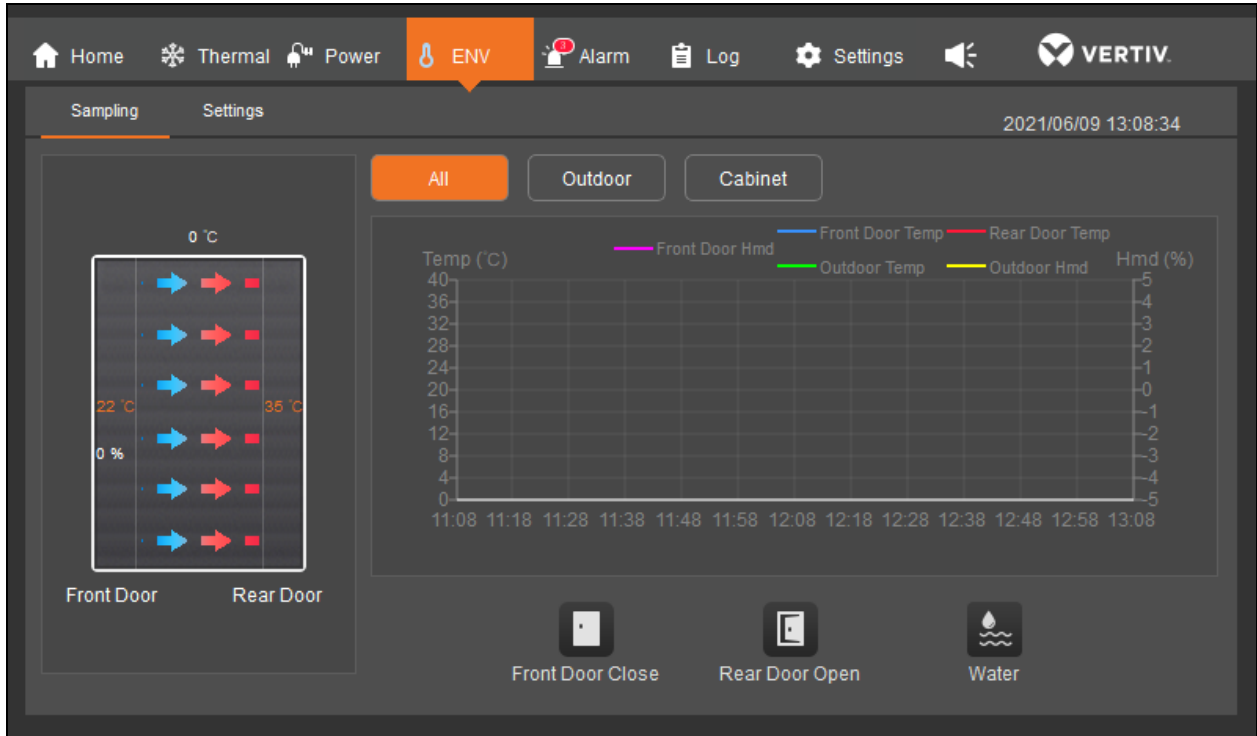 Home Thermal Power ENV 3 Alarm Log Settings VERTIV.
Sampling Settings
2021/06/09 13:08:34
All Outdoor Cabinet
0 °C
22 °C 35 °C
0 %
Front Door Rear Door
Front Door Temp Rear Door Temp
Front Door Hmd
Outdoor Temp Outdoor Hmd
Temp (°C) Hmd (%)
40 5
36 4
32 3
28 2
24 1
20 0
16 -1
12 -2
8 -3
4 -4
0 -5
11:08 11:18 11:28 11:38 11:48 11:58 12:08 12:18 12:28 12:38 12:48 12:58 13:08
Front Door Close Rear Door Open Water